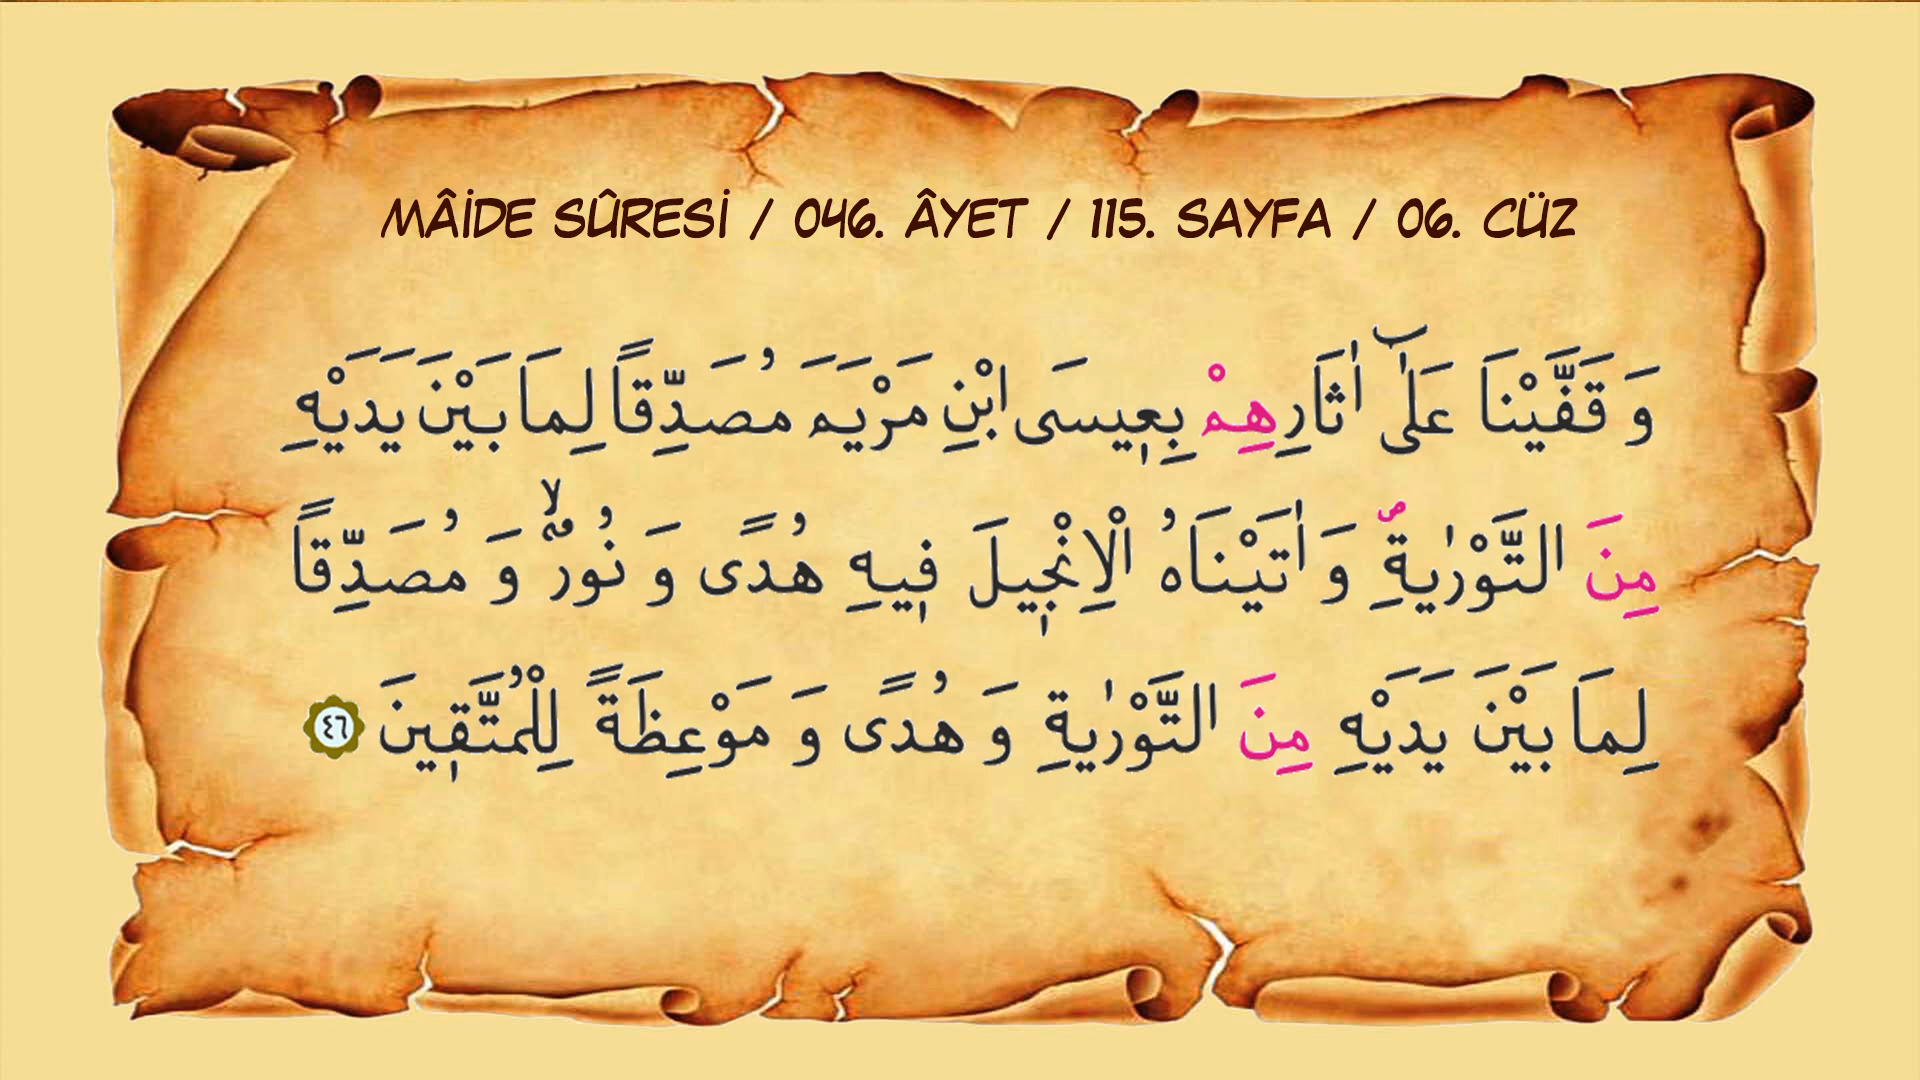 MÂİDE SÛRESİ / 046. ÂYET / 115. SAYFA / 06. CÜZ
وَ قَفَّيْنَا عَلٰٓى اٰثَارِهِمْ بِعٖيسَى ابْنِ مَرْيَمَ مُصَدِّقًا لِمَا بَيْنَ يَدَيْهِ
مِنَ التَّوْرٰيةِۖ وَ اٰتَيْنَاهُ الْاِنْجٖيلَ فٖيهِ هُدًى وَ نُورٌۙ وَ مُصَدِّقًا
لِمَا بَيْنَ يَدَيْهِ مِنَ التَّوْرٰيةِ وَ هُدًى وَ مَوْعِظَةً لِلْمُتَّقٖينَ ٤٦